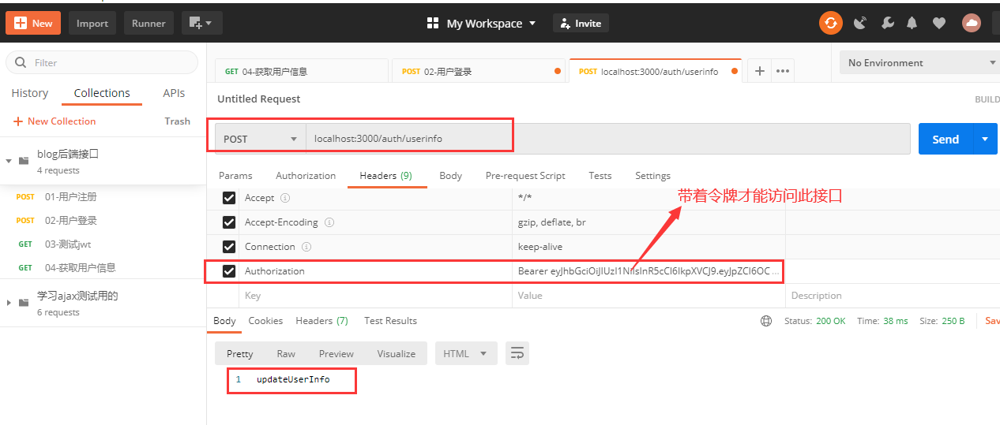 New
Import
Runner
My Workspace
Invite
Filter
GET 04-获取用户信息
POST 02-用户登录
POST localhost:3000/auth/userinfo
No Environment
History
Collections
APIs
Untitled Request
BUILD
New Collection
Trash
POST
localhost:3000/auth/userinfo
Send
blog后端接口
4 requests
Params
Authorization
Headers (9)
Body
Pre-request Script
Tests
Settings
POST 01-用户注册
POST 02-用户登录
GET 03-测试jwt
GET 04-获取用户信息
学习ajax测试用的
6 requests
带着令牌才能访问此接口
Accept
*/*
Accept-Encoding
gzip, deflate, br
Connection
keep-alive
Authorization
Bearer eyJhbGciOiJIUzI1NiIsInR5cCI6IkpXVCJ9.eyJpZCI6OC ...
Key
Value
Description
Body
Cookies
Headers (7)
Test Results
Status: 200 OK
Time: 38 ms
Size: 250 B
Sav
Pretty
Raw
Preview
Visualize
HTML
1 updateUserInfo